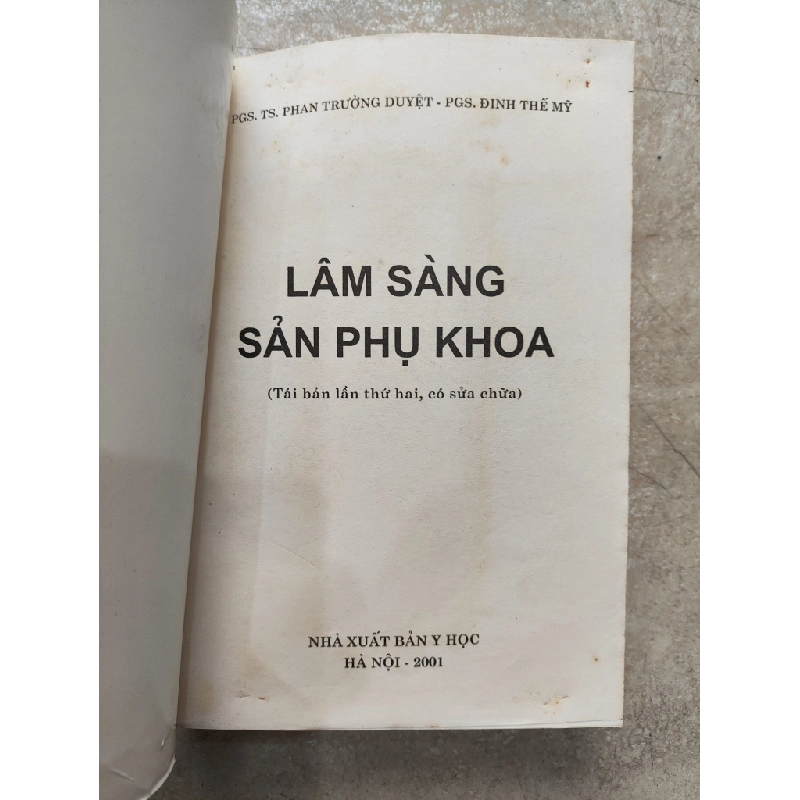 PGS. TS. PHAN TRƯỜNG DUYỆT - PGS. ĐINH THẾ MỸ
LÂM SÀNG
SẢN PHỤ KHOA
(Tái bản lần thứ hai, có sửa chữa)
NHÀ XUẤT BẢN Y HỌC
HÀ NỘI - 2001